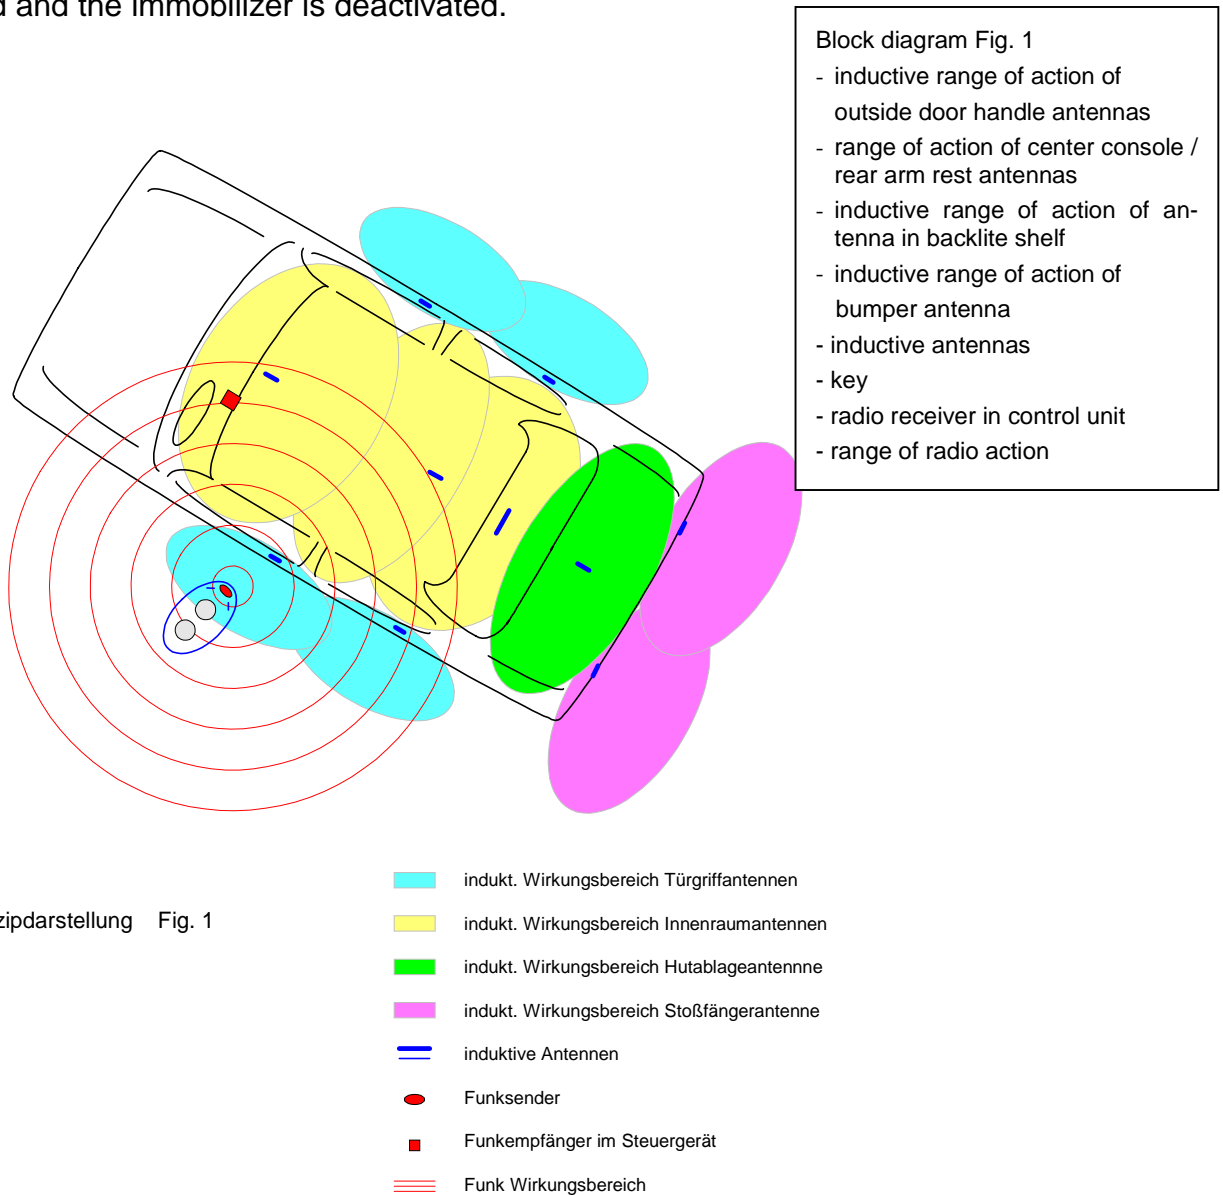 and the immobilizer is deactivated.
Block diagram Fig. 1
- inductive range of action of
outside door handle antennas
- range of action of center console /
rear arm rest antennas
- inductive range of action of an-
tenna in backlite shelf
- inductive range of action of
bumper antenna
- inductive antennas
- key
- radio receiver in control unit
- range of radio action
indukt. Wirkungsbereich Türgriffantennen
zipdarstellung Fig. 1
indukt. Wirkungsbereich Innenraumantennen
indukt. Wirkungsbereich Hutablageantennne
indukt. Wirkungsbereich Stoßfängerantenne
induktive Antennen
Funksender
Funkempfänger im Steuergerät
Funk Wirkungsbereich